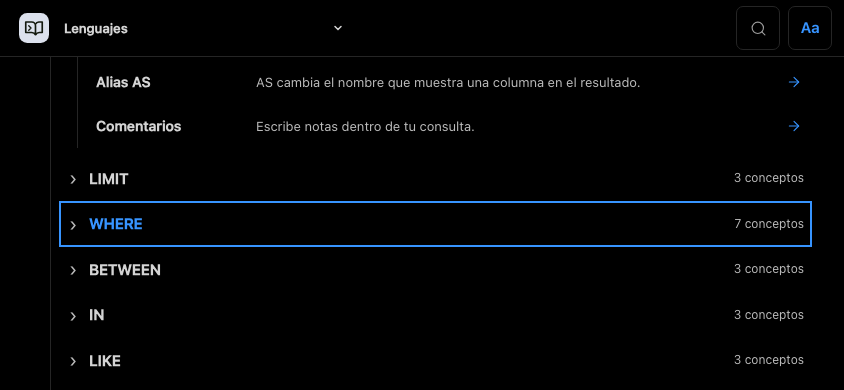 Lenguajes
Aa
Alias AS AS cambia el nombre que muestra una columna en el resultado.
Comentarios Escribe notas dentro de tu consulta.
LIMIT 3 conceptos
WHERE 7 conceptos
BETWEEN 3 conceptos
IN 3 conceptos
LIKE 3 conceptos